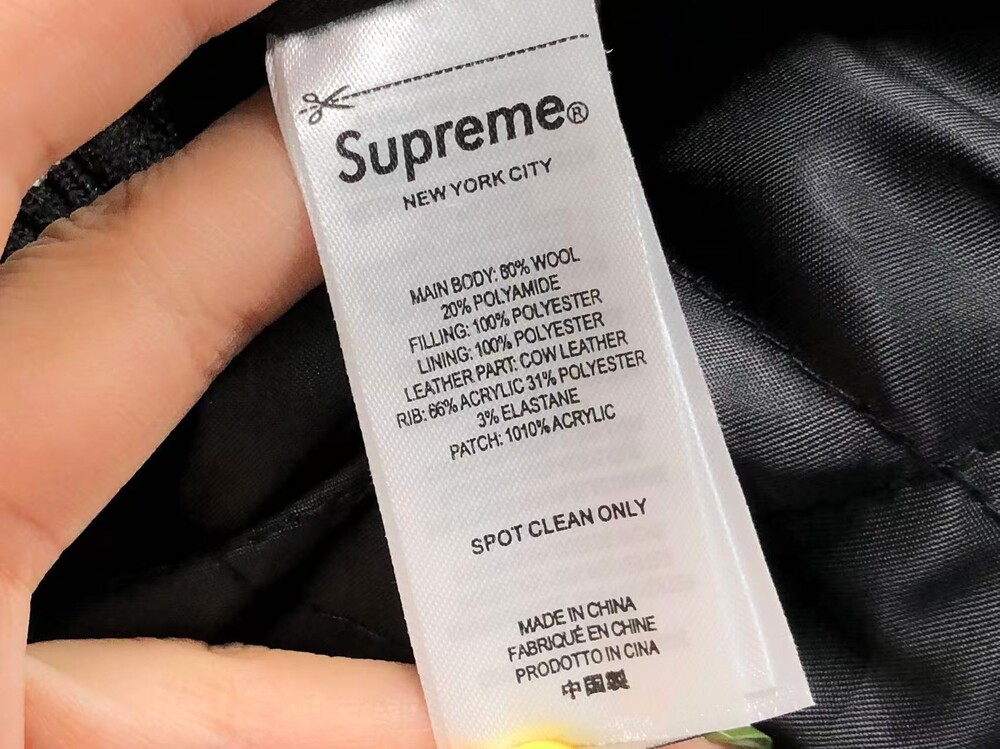 Supreme®
NEW YORK CITY
MAIN BODY: 80% WOOL
20% POLYAMIDE
FILLING: 100% POLYESTER
LINING: 100% POLYESTER
LEATHER PART: COW LEATHER
RIB: 66% ACRYLIC 31% POLYESTER
3% ELASTANE
PATCH: 1010% ACRYLIC
SPOT CLEAN ONLY
MADE IN CHINA
FABRIQUÉ EN CHINE
PRODOTTO IN CINA
中国製